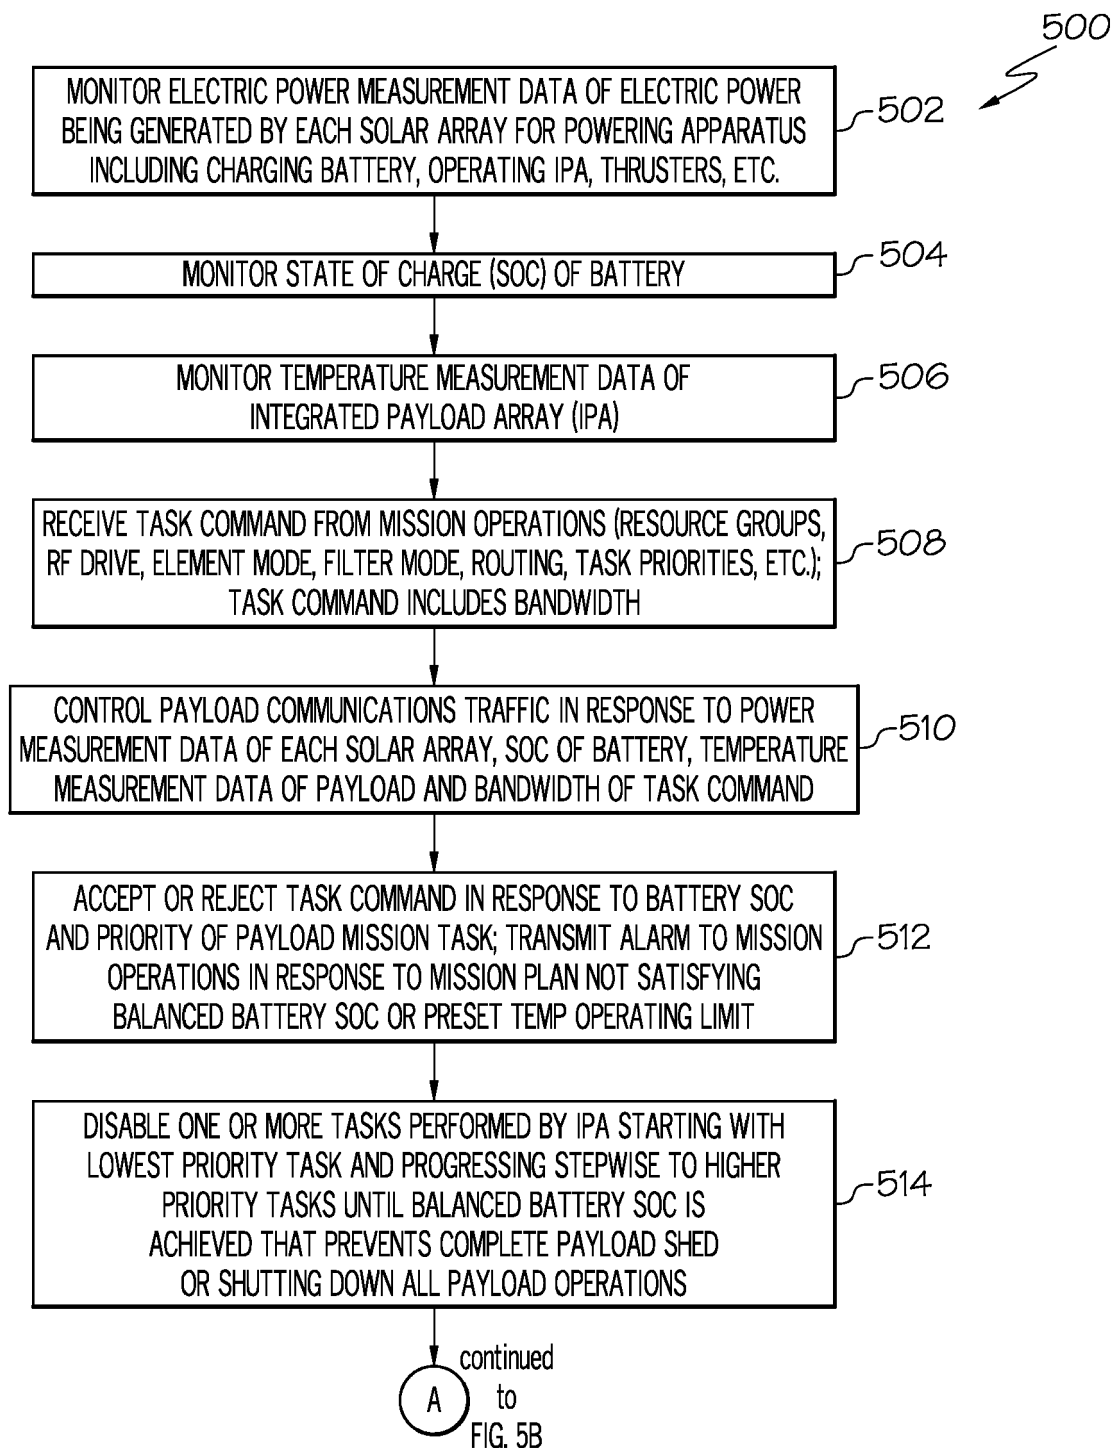 500
MONITOR ELECTRIC POWER MEASUREMENT DATA OF ELECTRIC POWER
BEING GENERATED BY EACH SOLAR ARRAY FOR POWERING APPARATUS
INCLUDING CHARGING BATTERY, OPERATING IPA, THRUSTERS, ETC.
502
MONITOR STATE OF CHARGE (SOC) OF BATTERY
504
MONITOR TEMPERATURE MEASUREMENT DATA OF
INTEGRATED PAYLOAD ARRAY (IPA)
506
RECEIVE TASK COMMAND FROM MISSION OPERATIONS (RESOURCE GROUPS,
RF DRIVE, ELEMENT MODE, FILTER MODE, ROUTING, TASK PRIORITIES, ETC.);
TASK COMMAND INCLUDES BANDWIDTH
508
CONTROL PAYLOAD COMMUNICATIONS TRAFFIC IN RESPONSE TO POWER
MEASUREMENT DATA OF EACH SOLAR ARRAY, SOC OF BATTERY, TEMPERATURE
MEASUREMENT DATA OF PAYLOAD AND BANDWIDTH OF TASK COMMAND
510
ACCEPT OR REJECT TASK COMMAND IN RESPONSE TO BATTERY SOC
AND PRIORITY OF PAYLOAD MISSION TASK; TRANSMIT ALARM TO MISSION
OPERATIONS IN RESPONSE TO MISSION PLAN NOT SATISFYING
BALANCED BATTERY SOC OR PRESET TEMP OPERATING LIMIT
512
DISABLE ONE OR MORE TASKS PERFORMED BY IPA STARTING WITH
LOWEST PRIORITY TASK AND PROGRESSING STEPWISE TO HIGHER
PRIORITY TASKS UNTIL BALANCED BATTERY SOC IS
ACHIEVED THAT PREVENTS COMPLETE PAYLOAD SHED
OR SHUTTING DOWN ALL PAYLOAD OPERATIONS
514
A
continued
to
FIG. 5B